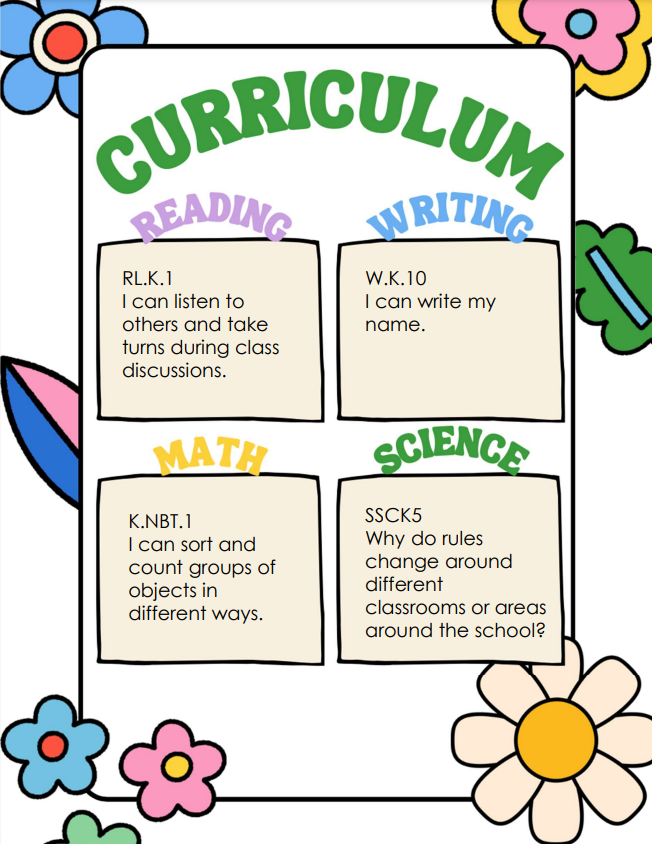 CURRICULUM
READING
RL.K.1
I can listen to
others and take
turns during class
discussions.
WRITING
W.K.10
I can write my
name.
MATH
K.NBT.1
I can sort and
count groups of
objects in
different ways.
SCIENCE
SSCK5
Why do rules
change around
different
classrooms or areas
around the school?